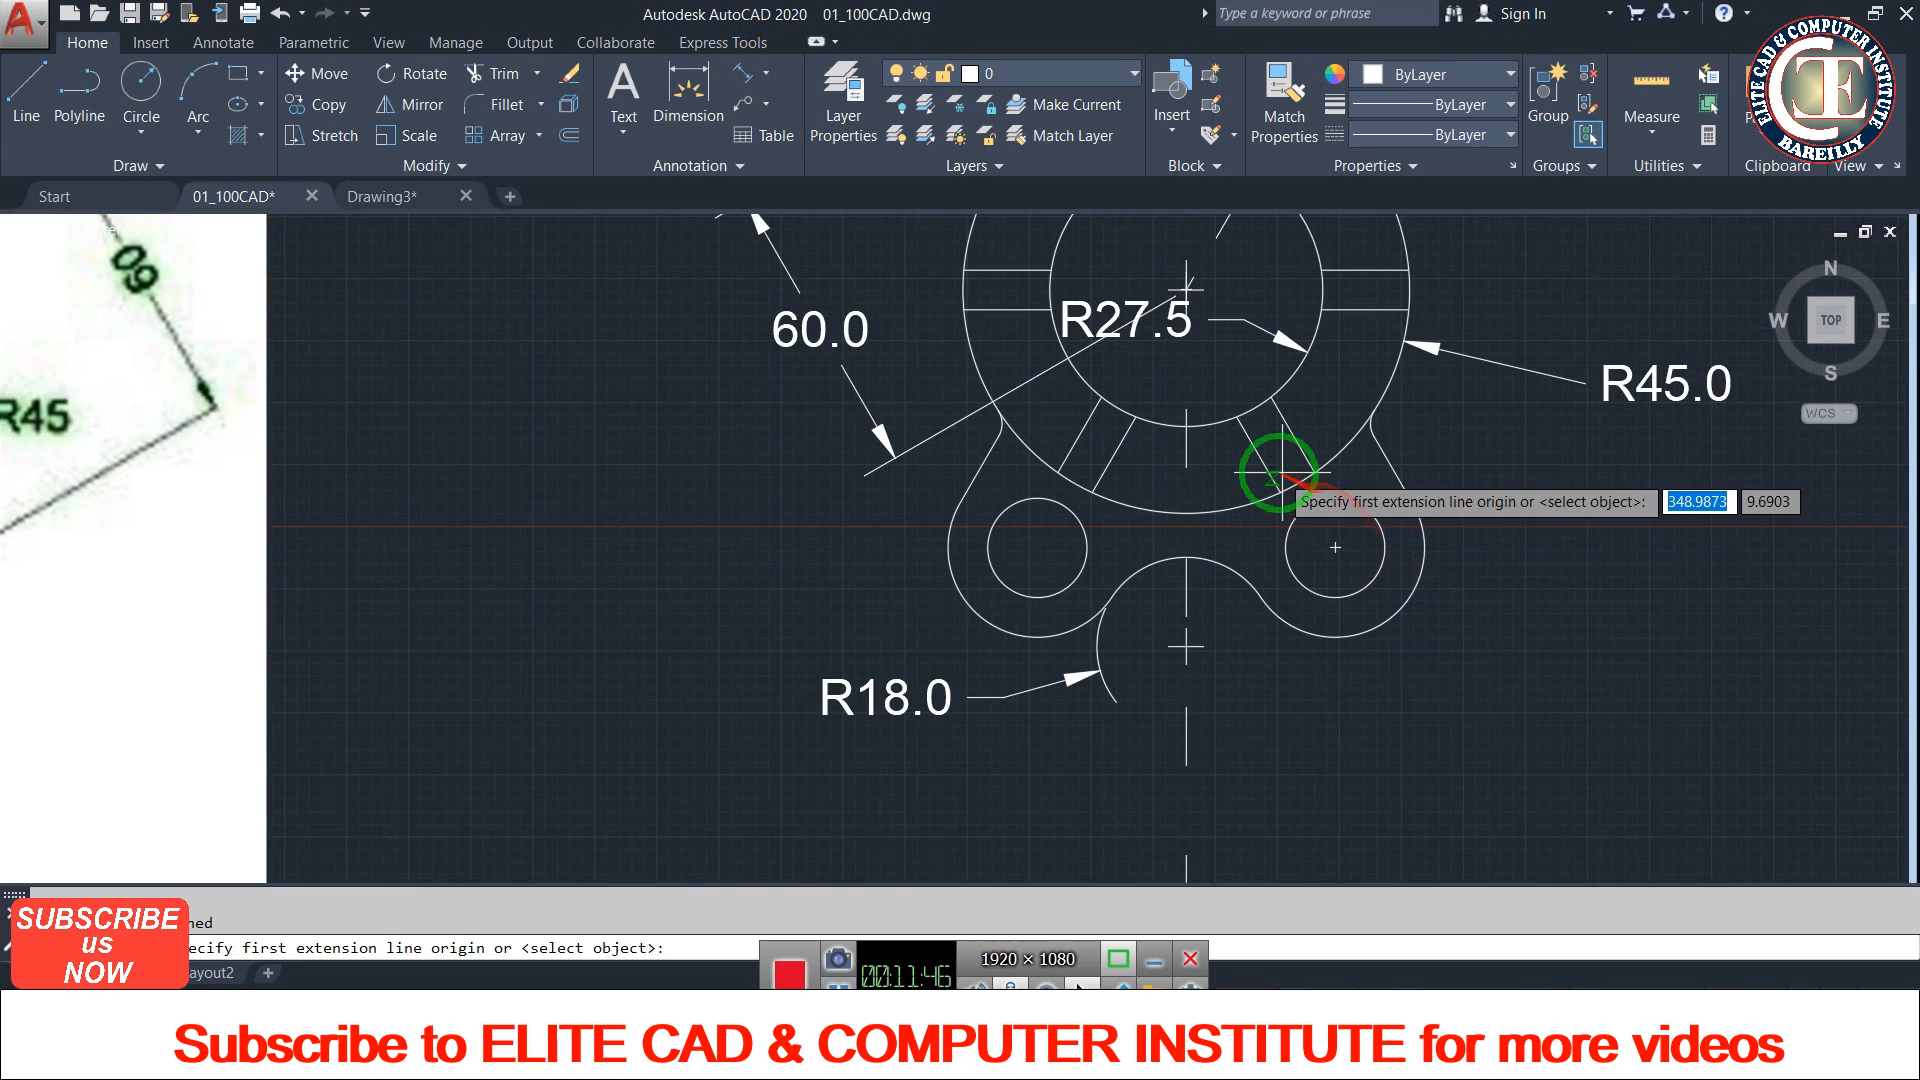 Autodesk AutoCAD 2020 01_100CAD.dwg
Type a keyword or phrase
Sign In
Home Insert Annotate Parametric View Manage Output Collaborate Express Tools
Line Polyline Circle Arc
Move Rotate Trim
Copy Mirror Fillet
Stretch Scale Array
Text Dimension Table
Layer Properties
0
Make Current
Match Layer
Insert
Match Properties
ByLayer
ByLayer
ByLayer
Group
Measure
Draw Modify Annotation Layers Block Properties Groups Utilities Clipboard View
ELITE CAD & COMPUTER INSTITUTE
BAREILLY
Start 01_100CAD* Drawing3*
60
R45
60.0
R27.5
R45.0
R18.0
N
W TOP E
S
WCS
Specify first extension line origin or <select object>: 348.9873 9.6903
ned
ecify first extension line origin or <select object>:
ayout2
SUBSCRIBE
us
NOW
1920 × 1080
00:11:46
Subscribe to ELITE CAD & COMPUTER INSTITUTE for more videos